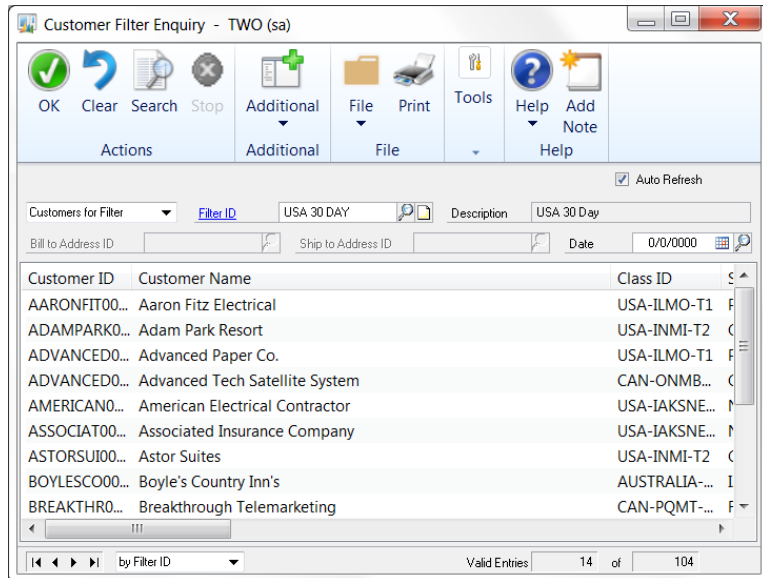 Customer Filter Enquiry - TWO (sa)
OK Clear Search Stop Additional File Print Tools Help Add Note
Actions Additional File Help
Auto Refresh
Customers for Filter Filter ID USA 30 DAY Description USA 30 Day
Bill to Address ID Ship to Address ID Date 0/0/0000
Customer ID Customer Name Class ID
AARONFIT00... Aaron Fitz Electrical USA-ILMO-T1
ADAMPARK0... Adam Park Resort USA-INMI-T2
ADVANCED0... Advanced Paper Co. USA-ILMO-T1
ADVANCED0... Advanced Tech Satellite System CAN-ONMB...
AMERICAN0... American Electrical Contractor USA-IAKSNE...
ASSOCIAT00... Associated Insurance Company USA-IAKSNE...
ASTORSUI00... Astor Suites USA-INMI-T2
BOYLESCO00... Boyle's Country Inn's AUSTRALIA-...
BREAKTHR0... Breakthrough Telemarketing CAN-PQMT-...
by Filter ID Valid Entries 14 of 104